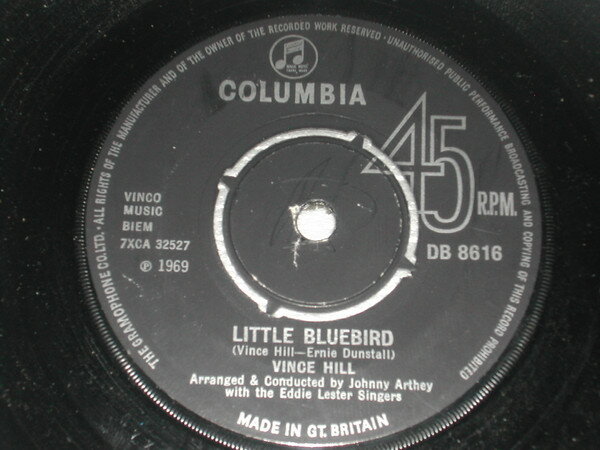 ALL RIGHTS OF THE MANUFACTURER AND OF THE OWNER OF THE RECORDED WORK RESERVED · UNAUTHORISED PUBLIC PERFORMANCE BROADCASTING AND COPYING OF THIS RECORD PROHIBITED
THE GRAMOPHONE CO. LTD.
COLUMBIA
45
R.P.M.
VINCO
MUSIC
BIEM
7XCA 32527
℗ 1969
DB 8616
LITTLE BLUEBIRD
(Vince Hill—Ernie Dunstall)
VINCE HILL
Arranged & Conducted by Johnny Arthey
with the Eddie Lester Singers
MADE IN GT. BRITAIN